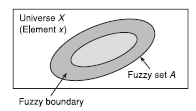 Universe X
(Element x)
Fuzzy set A
Fuzzy boundary